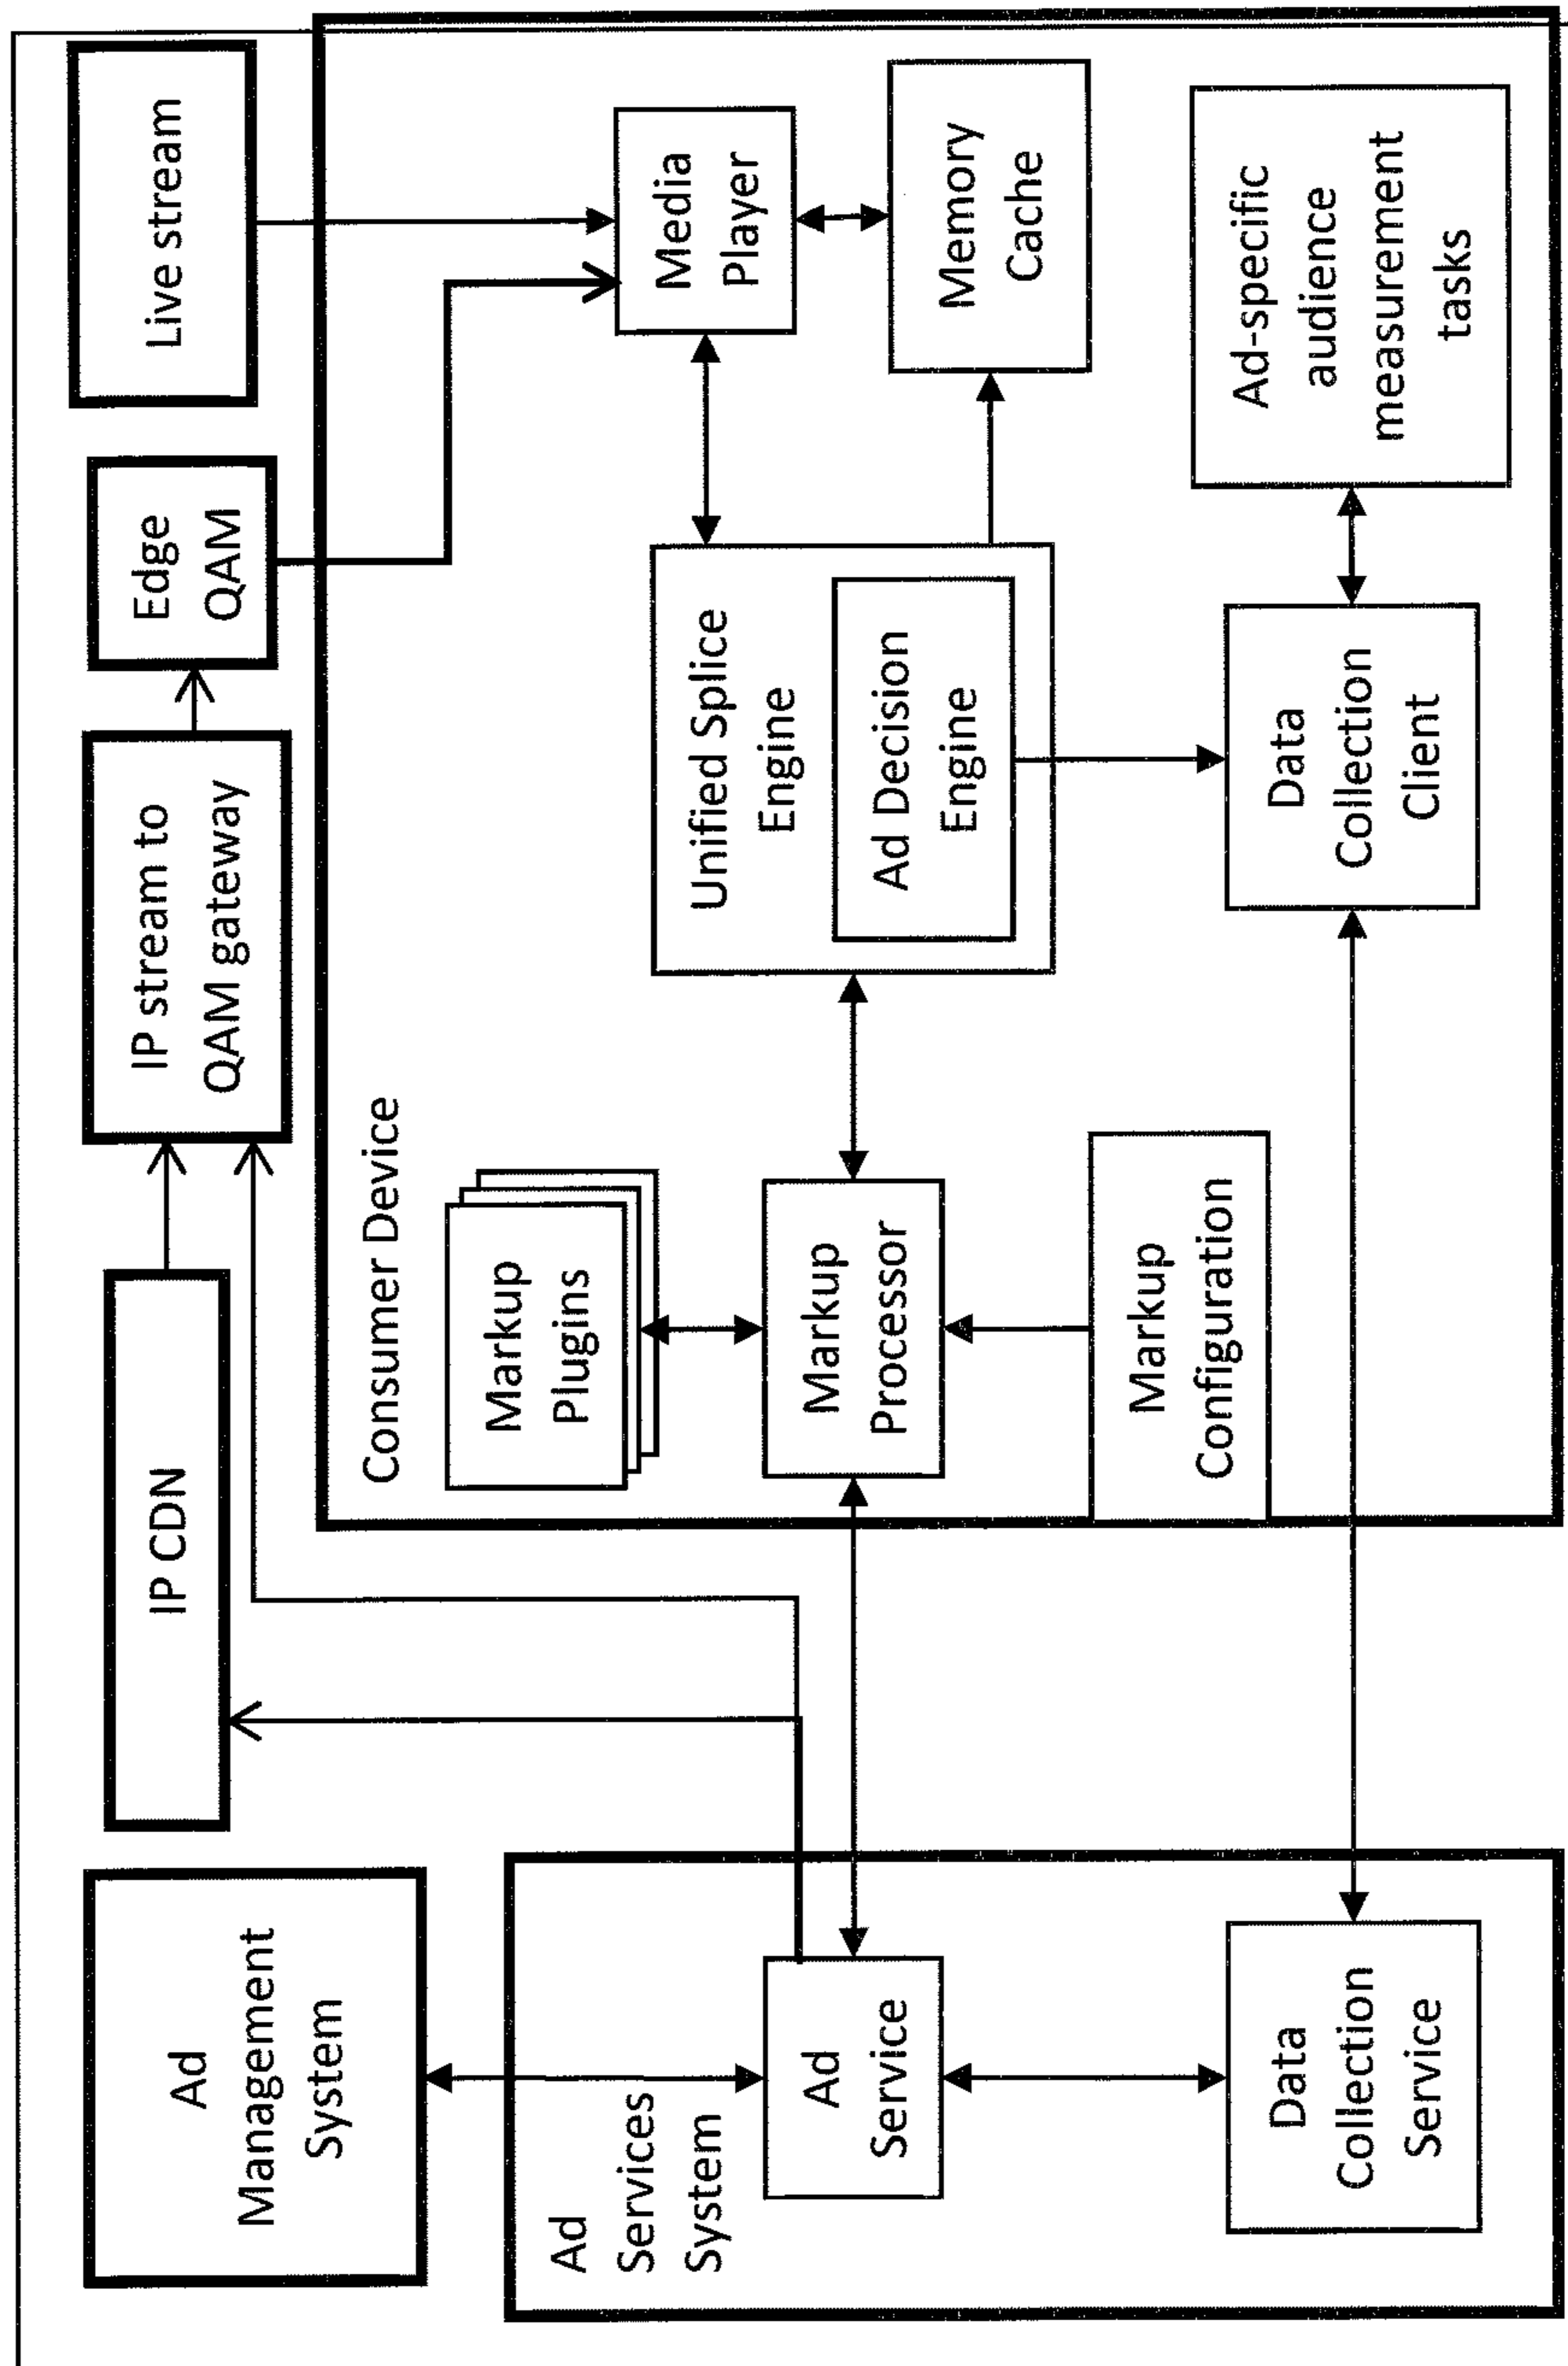 Ad
Management
System
IP CDN
IP stream to
QAM gateway
Edge
QAM
Live stream
Ad
Services
System
Ad
Service
Data
Collection
Service
Consumer Device
Markup
Plugins
Markup
Processor
Markup
Configuration
Unified Splice
Engine
Ad Decision
Engine
Media
Player
Memory
Cache
Data
Collection
Client
Ad-specific
audience
measurement
tasks